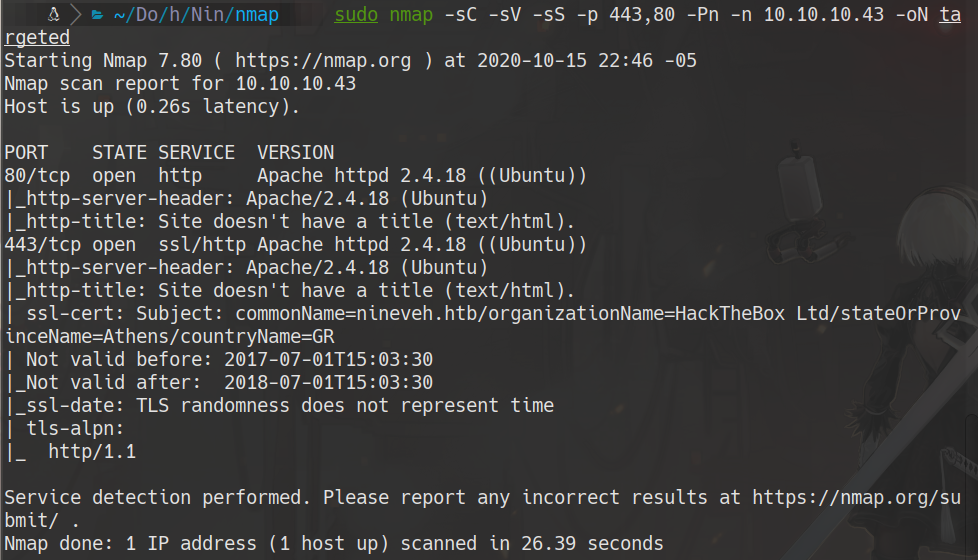 ~/Do/h/Nin/nmap sudo nmap -sC -sV -sS -p 443,80 -Pn -n 10.10.10.43 -oN ta
rgeted
Starting Nmap 7.80 ( https://nmap.org ) at 2020-10-15 22:46 -05
Nmap scan report for 10.10.10.43
Host is up (0.26s latency).
PORT    STATE SERVICE  VERSION
80/tcp  open  http     Apache httpd 2.4.18 ((Ubuntu))
|_http-server-header: Apache/2.4.18 (Ubuntu)
|_http-title: Site doesn't have a title (text/html).
443/tcp open  ssl/http Apache httpd 2.4.18 ((Ubuntu))
|_http-server-header: Apache/2.4.18 (Ubuntu)
|_http-title: Site doesn't have a title (text/html).
| ssl-cert: Subject: commonName=nineveh.htb/organizationName=HackTheBox Ltd/stateOrProv
inceName=Athens/countryName=GR
| Not valid before: 2017-07-01T15:03:30
|_Not valid after:  2018-07-01T15:03:30
|_ssl-date: TLS randomness does not represent time
| tls-alpn:
|_  http/1.1
Service detection performed. Please report any incorrect results at https://nmap.org/su
bmit/ .
Nmap done: 1 IP address (1 host up) scanned in 26.39 seconds